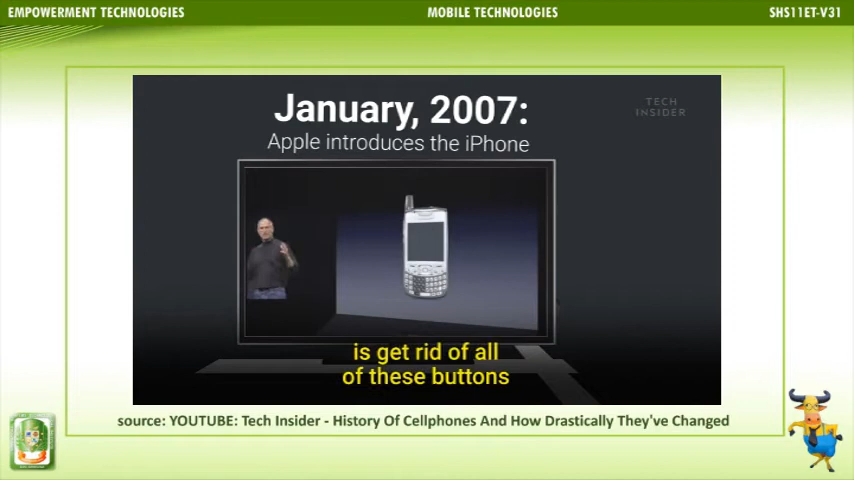 EMPOWERMENT TECHNOLOGIES
MOBILE TECHNOLOGIES
SHS11ET-V31
January, 2007:
Apple introduces the iPhone
TECH
INSIDER
is get rid of all
of these buttons
source: YOUTUBE: Tech Insider - History Of Cellphones And How Drastically They've Changed